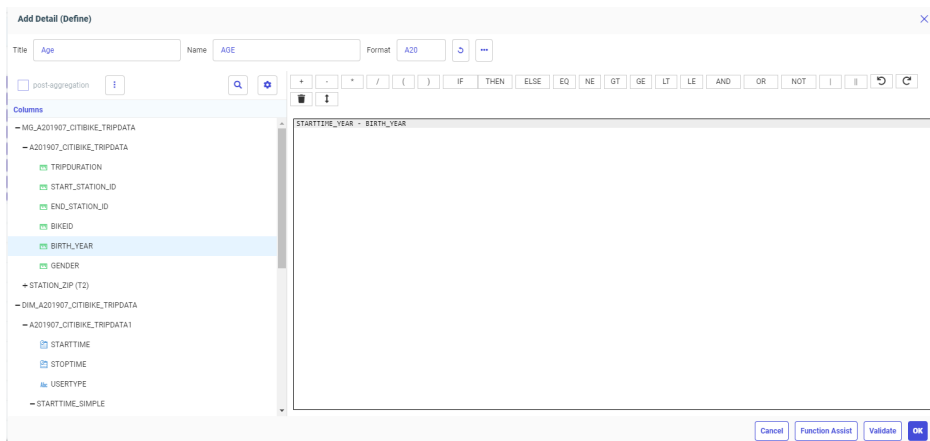 Add Detail (Define)
Title Age Name AGE Format A20
post-aggregation
+ - * / ( ) IF THEN ELSE EQ NE GT GE LT LE AND OR NOT | ||
Columns
STARTTIME_YEAR - BIRTH_YEAR
MG_A201907_CITIBIKE_TRIPDATA
A201907_CITIBIKE_TRIPDATA
TRIPDURATION
START_STATION_ID
END_STATION_ID
BIKEID
BIRTH_YEAR
GENDER
STATION_ZIP (T2)
DIM_A201907_CITIBIKE_TRIPDATA
A201907_CITIBIKE_TRIPDATA1
STARTTIME
STOPTIME
USERTYPE
STARTTIME_SIMPLE
Cancel Function Assist Validate OK